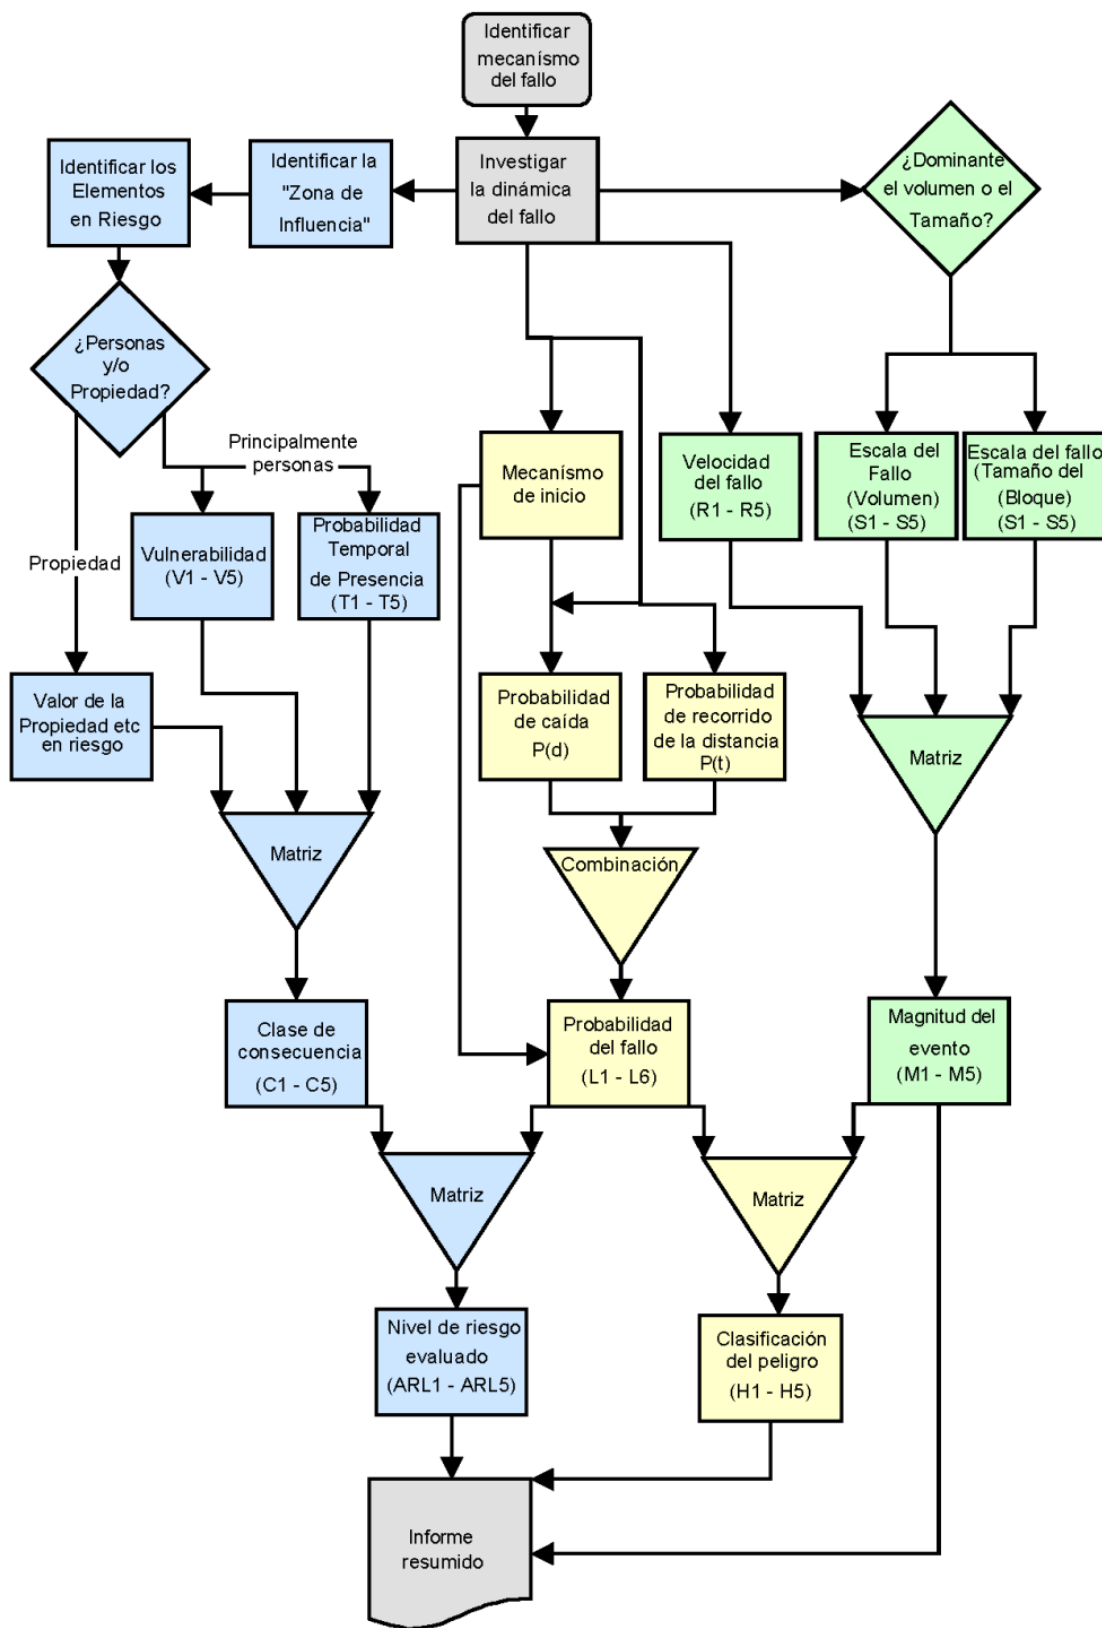 Identificar
mecanísmo
del fallo
Identificar los
Elementos
en Riesgo
Identificar la
"Zona de
Influencia"
Investigar
la dinámica
del fallo
¿Dominante
el volumen o el
Tamaño?
¿Personas
y/o
Propiedad?
Principalmente
personas
Propiedad
Vulnerabilidad
(V1 - V5)
Probabilidad
Temporal
de Presencia
(T1 - T5)
Mecanísmo
de inicio
Velocidad
del fallo
(R1 - R5)
Escala del
Fallo
(Volumen)
(S1 - S5)
Escala del fallo
(Tamaño del
(Bloque)
(S1 - S5)
Valor de la
Propiedad etc
en riesgo
Probabilidad
de caída
P(d)
Probabilidad
de recorrido
de la distancia
P(t)
Matriz
Matriz
Combinación
Clase de
consecuencia
(C1 - C5)
Probabilidad
del fallo
(L1 - L6)
Magnitud del
evento
(M1 - M5)
Matriz
Matriz
Nivel de riesgo
evaluado
(ARL1 - ARL5)
Clasificación
del peligro
(H1 - H5)
Informe
resumido